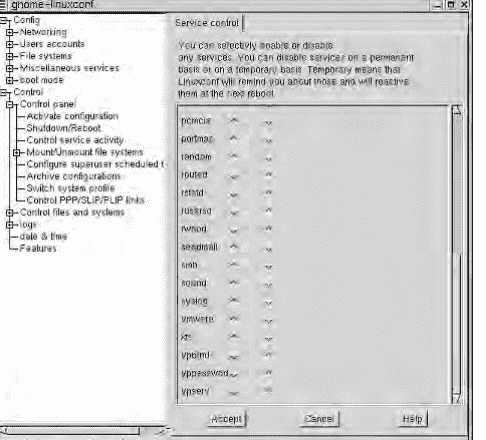 gnome-linuxconf
Config
Networking
Users accounts
File systems
Miscellaneous services
boot mode
Control
Control panel
Activate configuration
Shutdown/Reboot
Control service activity
Mount/Unmount file systems
Configure superuser scheduled t
Archive configurations
Switch system profile
Control PPP/SLIP/PLIP links
Control files and systems
logs
date & time
Features
Service control
You can selectivly enable or disable
any services. You can disable services on a permanent
basis or on a temporary basis. Temporary means that
Linuxconf will remind you about those and will reactive
them at the next reboot.
pcmcia
portmap
random
routed
rstatd
rusersd
rwhod
sendmail
smb
sound
syslog
vmware
xfs
ypbind
yppasswd
ypserv
Accept
Cancel
Help